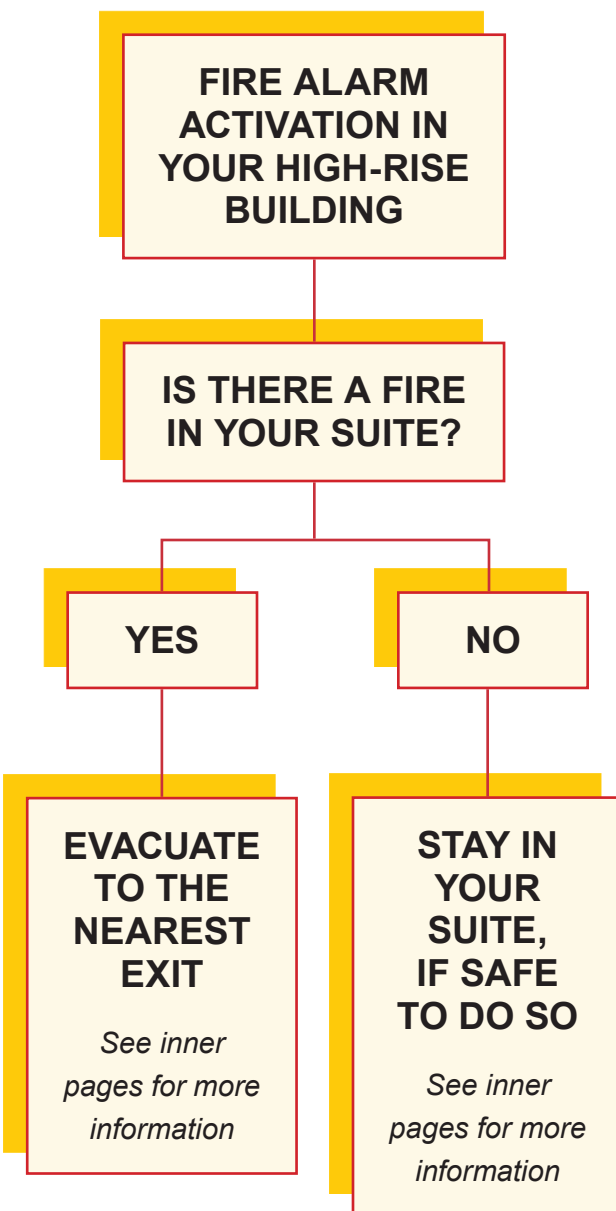 FIRE ALARM
ACTIVATION IN
YOUR HIGH-RISE
BUILDING
IS THERE A FIRE
IN YOUR SUITE?
YES
NO
EVACUATE
TO THE
NEAREST
EXIT
See inner
pages for more
information
STAY IN
YOUR
SUITE,
IF SAFE
TO DO SO
See inner
pages for more
information